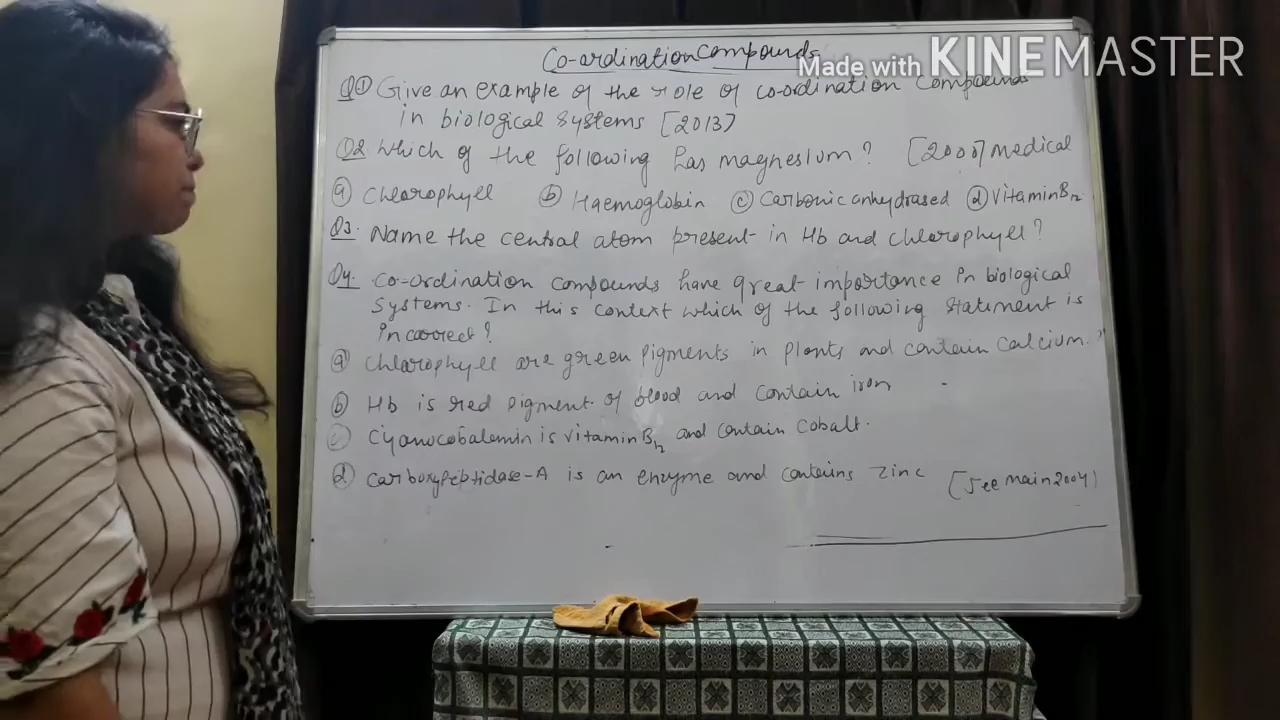 Co-ordination Compounds
Made with KINEMASTER
Q① Give an example of the role of co-ordination compounds
in biological systems [2013]
Q2 Which of the following has magnesium? [2000] medical
ⓐ Chlorophyll ⓑ Haemoglobin ⓒ Carbonic anhydrased ⓓ Vitamin B12
Q3. Name the central atom present in Hb and chlorophyll?
Q4. Co-ordination compounds have great importance in biological
systems. In this context which of the following statement is
incorrect?
ⓐ Chlorophyll are green pigments in plants and contain calcium.
ⓑ Hb is red pigment of blood and contain iron
ⓒ Cyanocobalemin is vitamin B12 and contain cobalt.
ⓓ Carboxypeptidase-A is an enzyme and contains zinc [Jee main 2004]